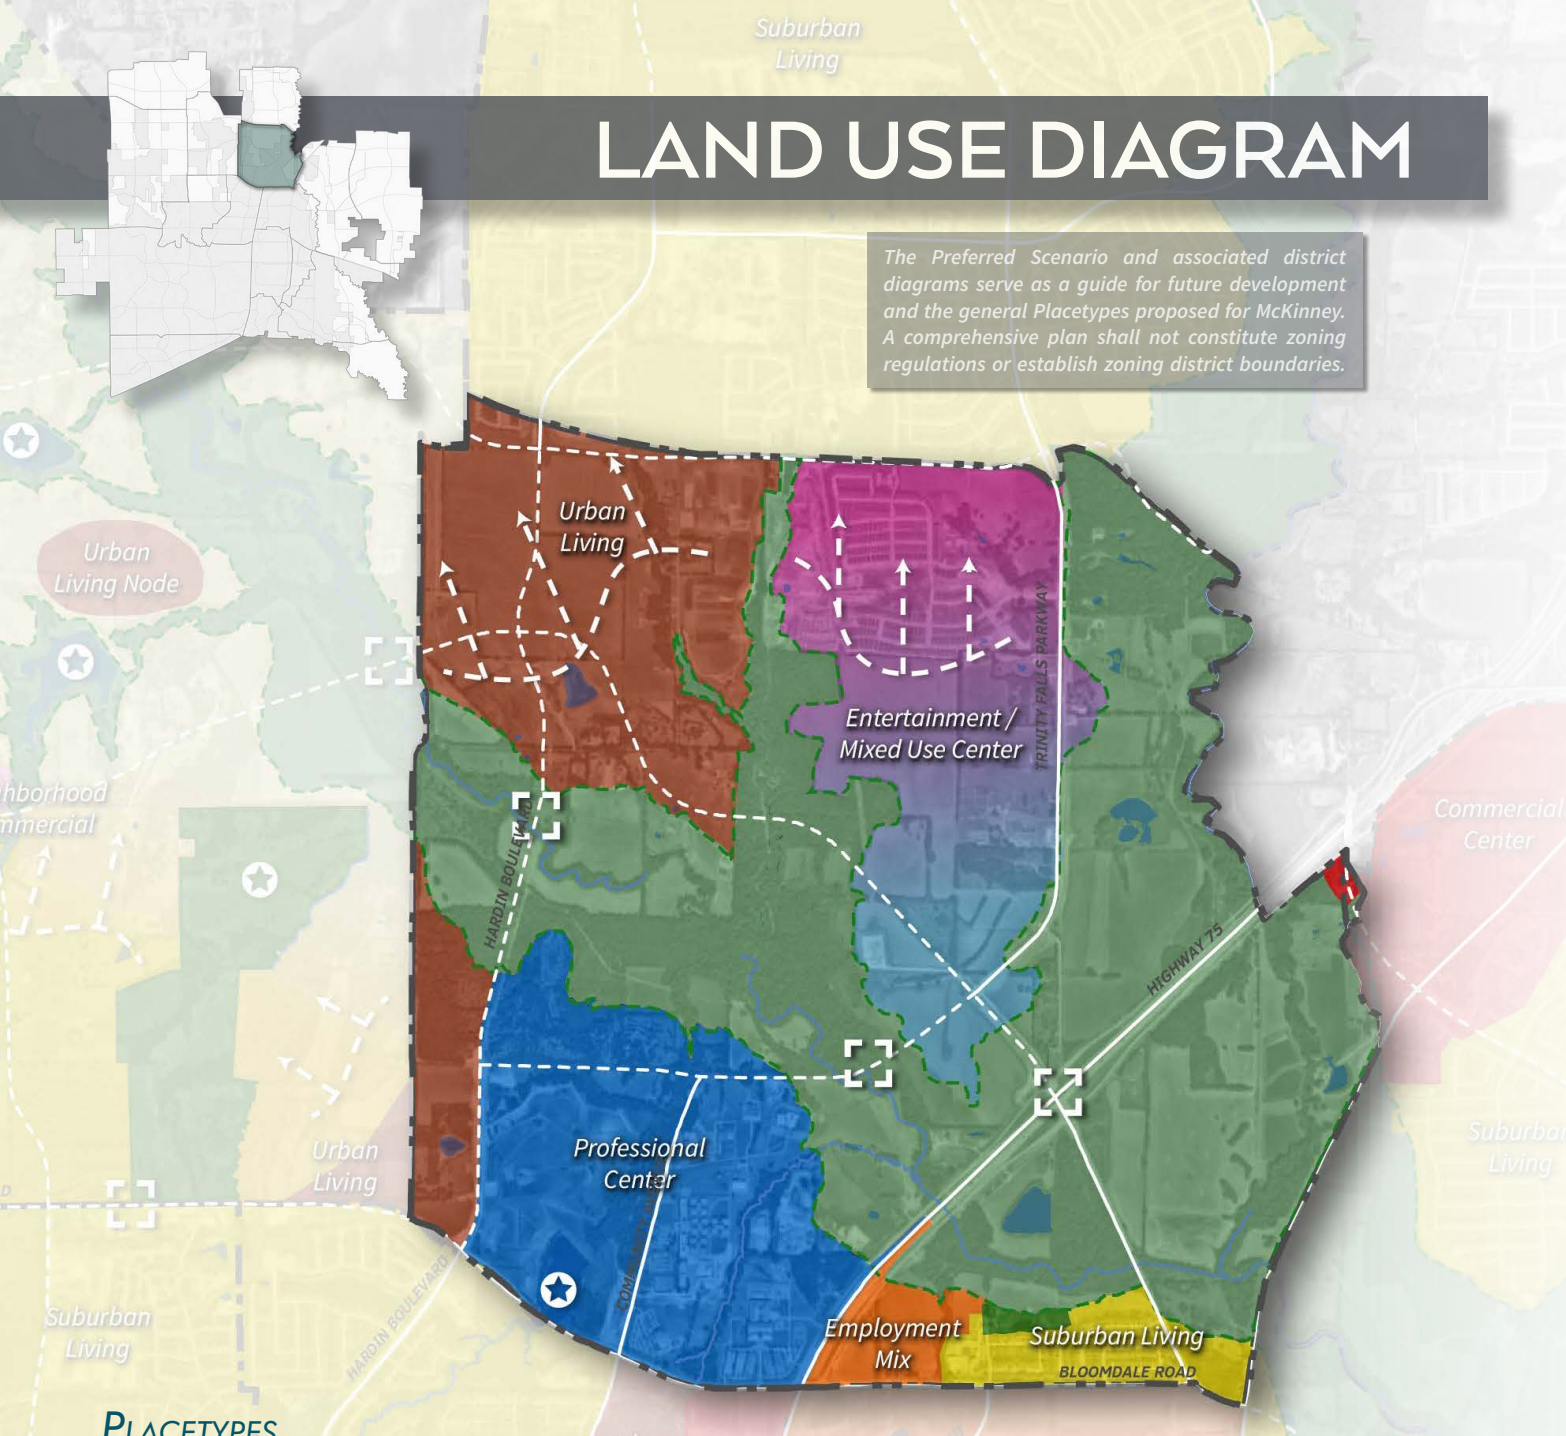 Suburban
Living
LAND USE DIAGRAM
The Preferred Scenario and associated district
diagrams serve as a guide for future development
and the general Placetypes proposed for McKinney.
A comprehensive plan shall not constitute zoning
regulations or establish zoning district boundaries.
Urban
Living
Urban
Living Node
TRINITY FALLS PARKWAY
Entertainment /
Mixed Use Center
Commercial
Center
HARDIN BOULEVARD
HIGHWAY 75
Professional
Center
Urban
Living
Suburban
Living
HARDIN BOULEVARD
Suburban
Living
Employment
Mix
Suburban Living
BLOOMDALE ROAD
PLACETYPES